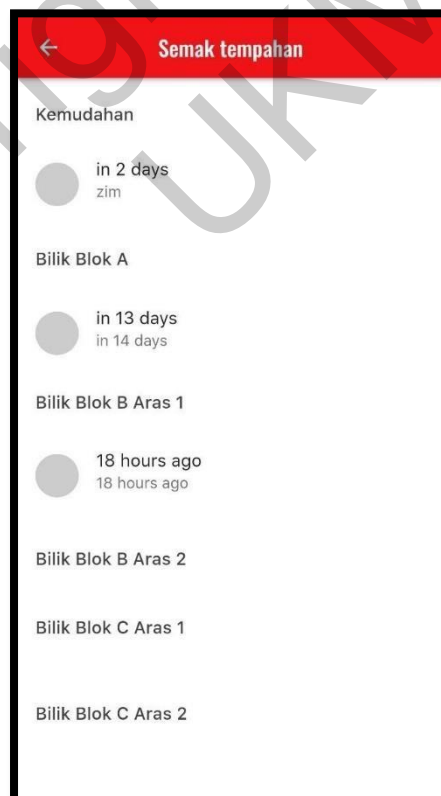 Semak tempahan
Kemudahan
in 2 days
zim
Bilik Blok A
in 13 days
in 14 days
Bilik Blok B Aras 1
18 hours ago
18 hours ago
Bilik Blok B Aras 2
Bilik Blok C Aras 1
Bilik Blok C Aras 2
UKM